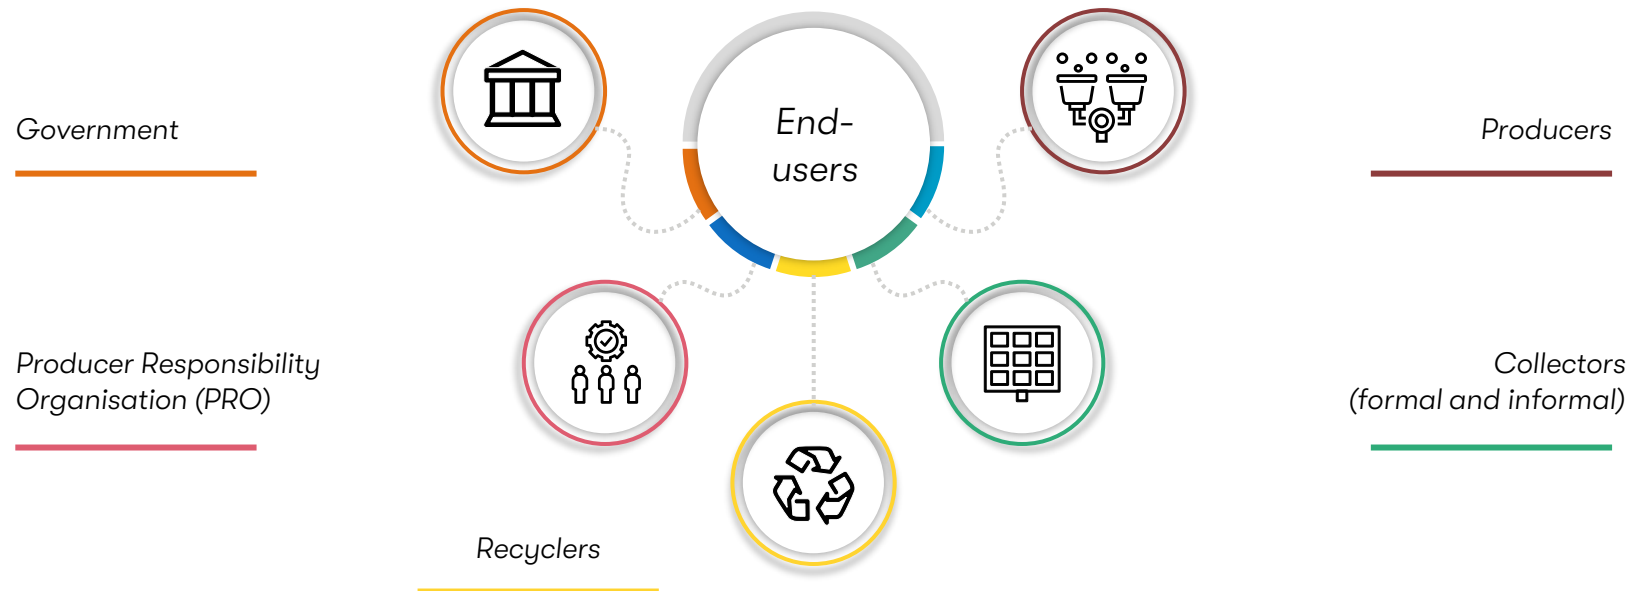 End-
users
Government
Producers
Producer Responsibility
Organisation (PRO)
Collectors
(formal and informal)
Recyclers